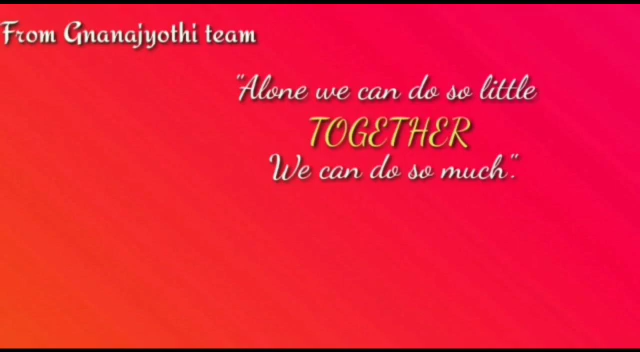 From Gnanajyothi team
"Alone we can do so little
TOGETHER
We can do so much".